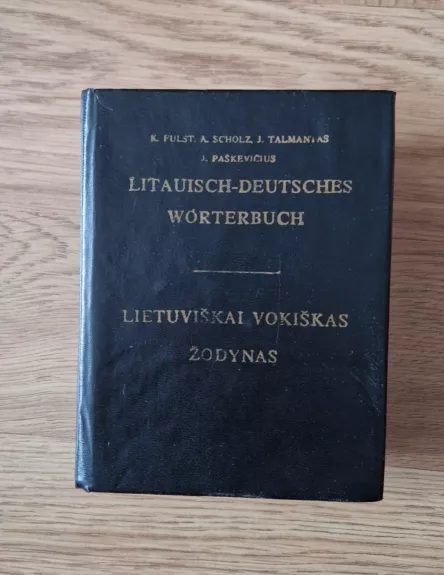 K. FULST, A. SCHOLZ, J. TALMANTAS
J. PAŠKEVIČIUS
LITAUISCH-DEUTSCHES
WÖRTERBUCH
LIETUVIŠKAI VOKIŠKAS
ŽODYNAS